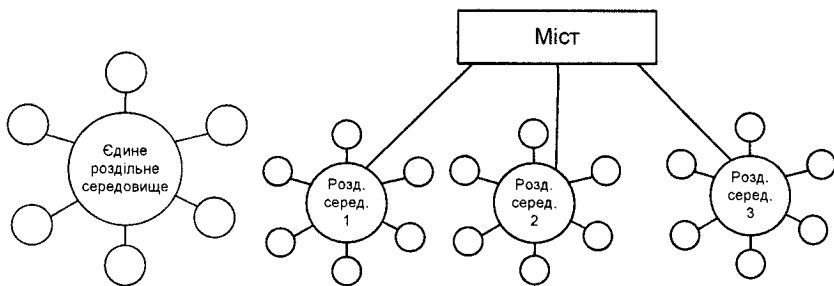 Міст
Єдине
роздільне
середовище
Розд.
серед.
1
Розд.
серед.
2
Розд.
серед.
3